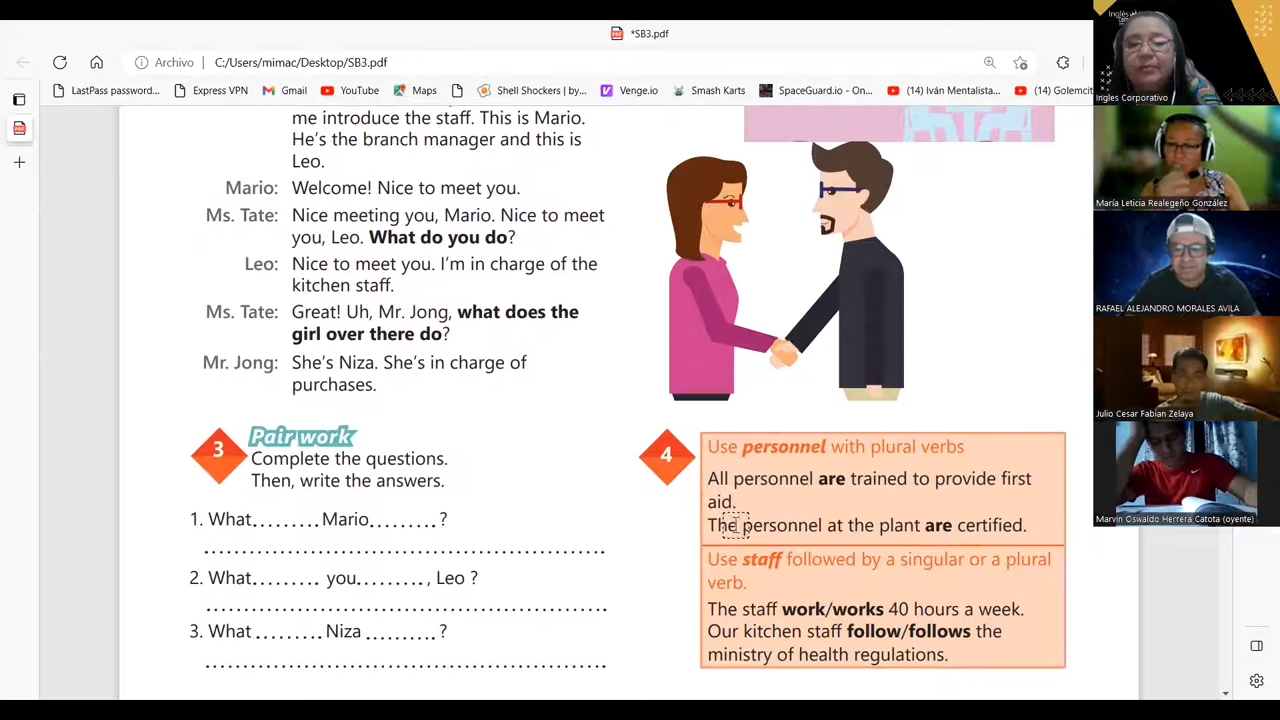 *SB3.pdf
Archivo C:/Users/mimac/Desktop/SB3.pdf
LastPass password... Express VPN Gmail YouTube Maps Shell Shockers | by... Venge.io Smash Karts SpaceGuard.io - On... (14) Iván Mentalista... (14) Golemcit
me introduce the staff. This is Mario.
He's the branch manager and this is
Leo.
Mario: Welcome! Nice to meet you.
Ms. Tate: Nice meeting you, Mario. Nice to meet
you, Leo. What do you do?
Leo: Nice to meet you. I'm in charge of the
kitchen staff.
Ms. Tate: Great! Uh, Mr. Jong, what does the
girl over there do?
Mr. Jong: She's Niza. She's in charge of
purchases.
3 Pair work
Complete the questions.
Then, write the answers.
1. What......... Mario.........?
2. What......... you........., Leo ?
3. What ......... Niza .........?
4
Use personnel with plural verbs
All personnel are trained to provide first
aid.
The personnel at the plant are certified.
Use staff followed by a singular or a plural
verb.
The staff work/works 40 hours a week.
Our kitchen staff follow/follows the
ministry of health regulations.
Inglés
Ingles Corporativo
María Leticia Realegeño González
RAFAEL ALEJANDRO MORALES AVILA
Julio Cesar Fabian Zelaya
Marvin Oswaldo Herrera Catota (oyente)